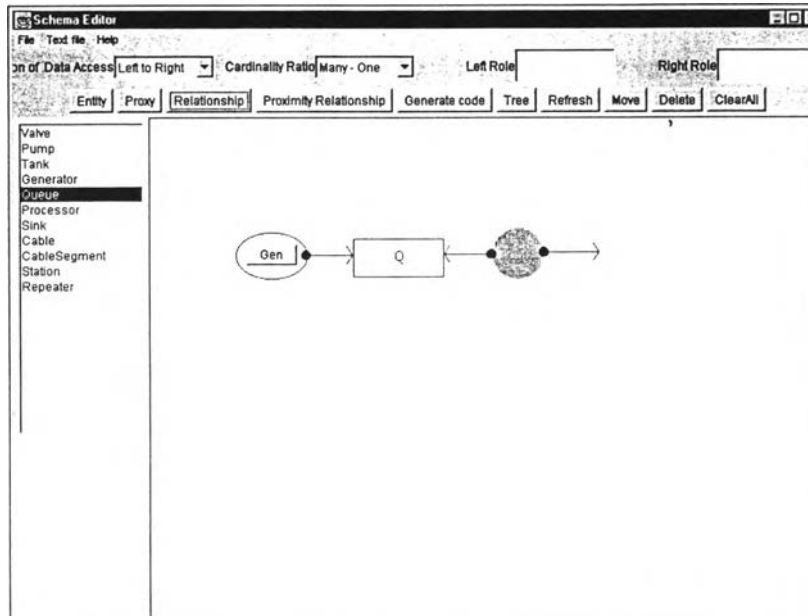 Schema Editor
File Text file Help
on of Data Access Left to Right Cardinality Ratio Many - One Left Role Right Role
Entity Proxy Relationship Proximity Relationship Generate code Tree Refresh Move Delete ClearAll
Valve
Pump
Tank
Generator
Queue
Processor
Sink
Cable
CableSegment
Station
Repeater
Gen Q